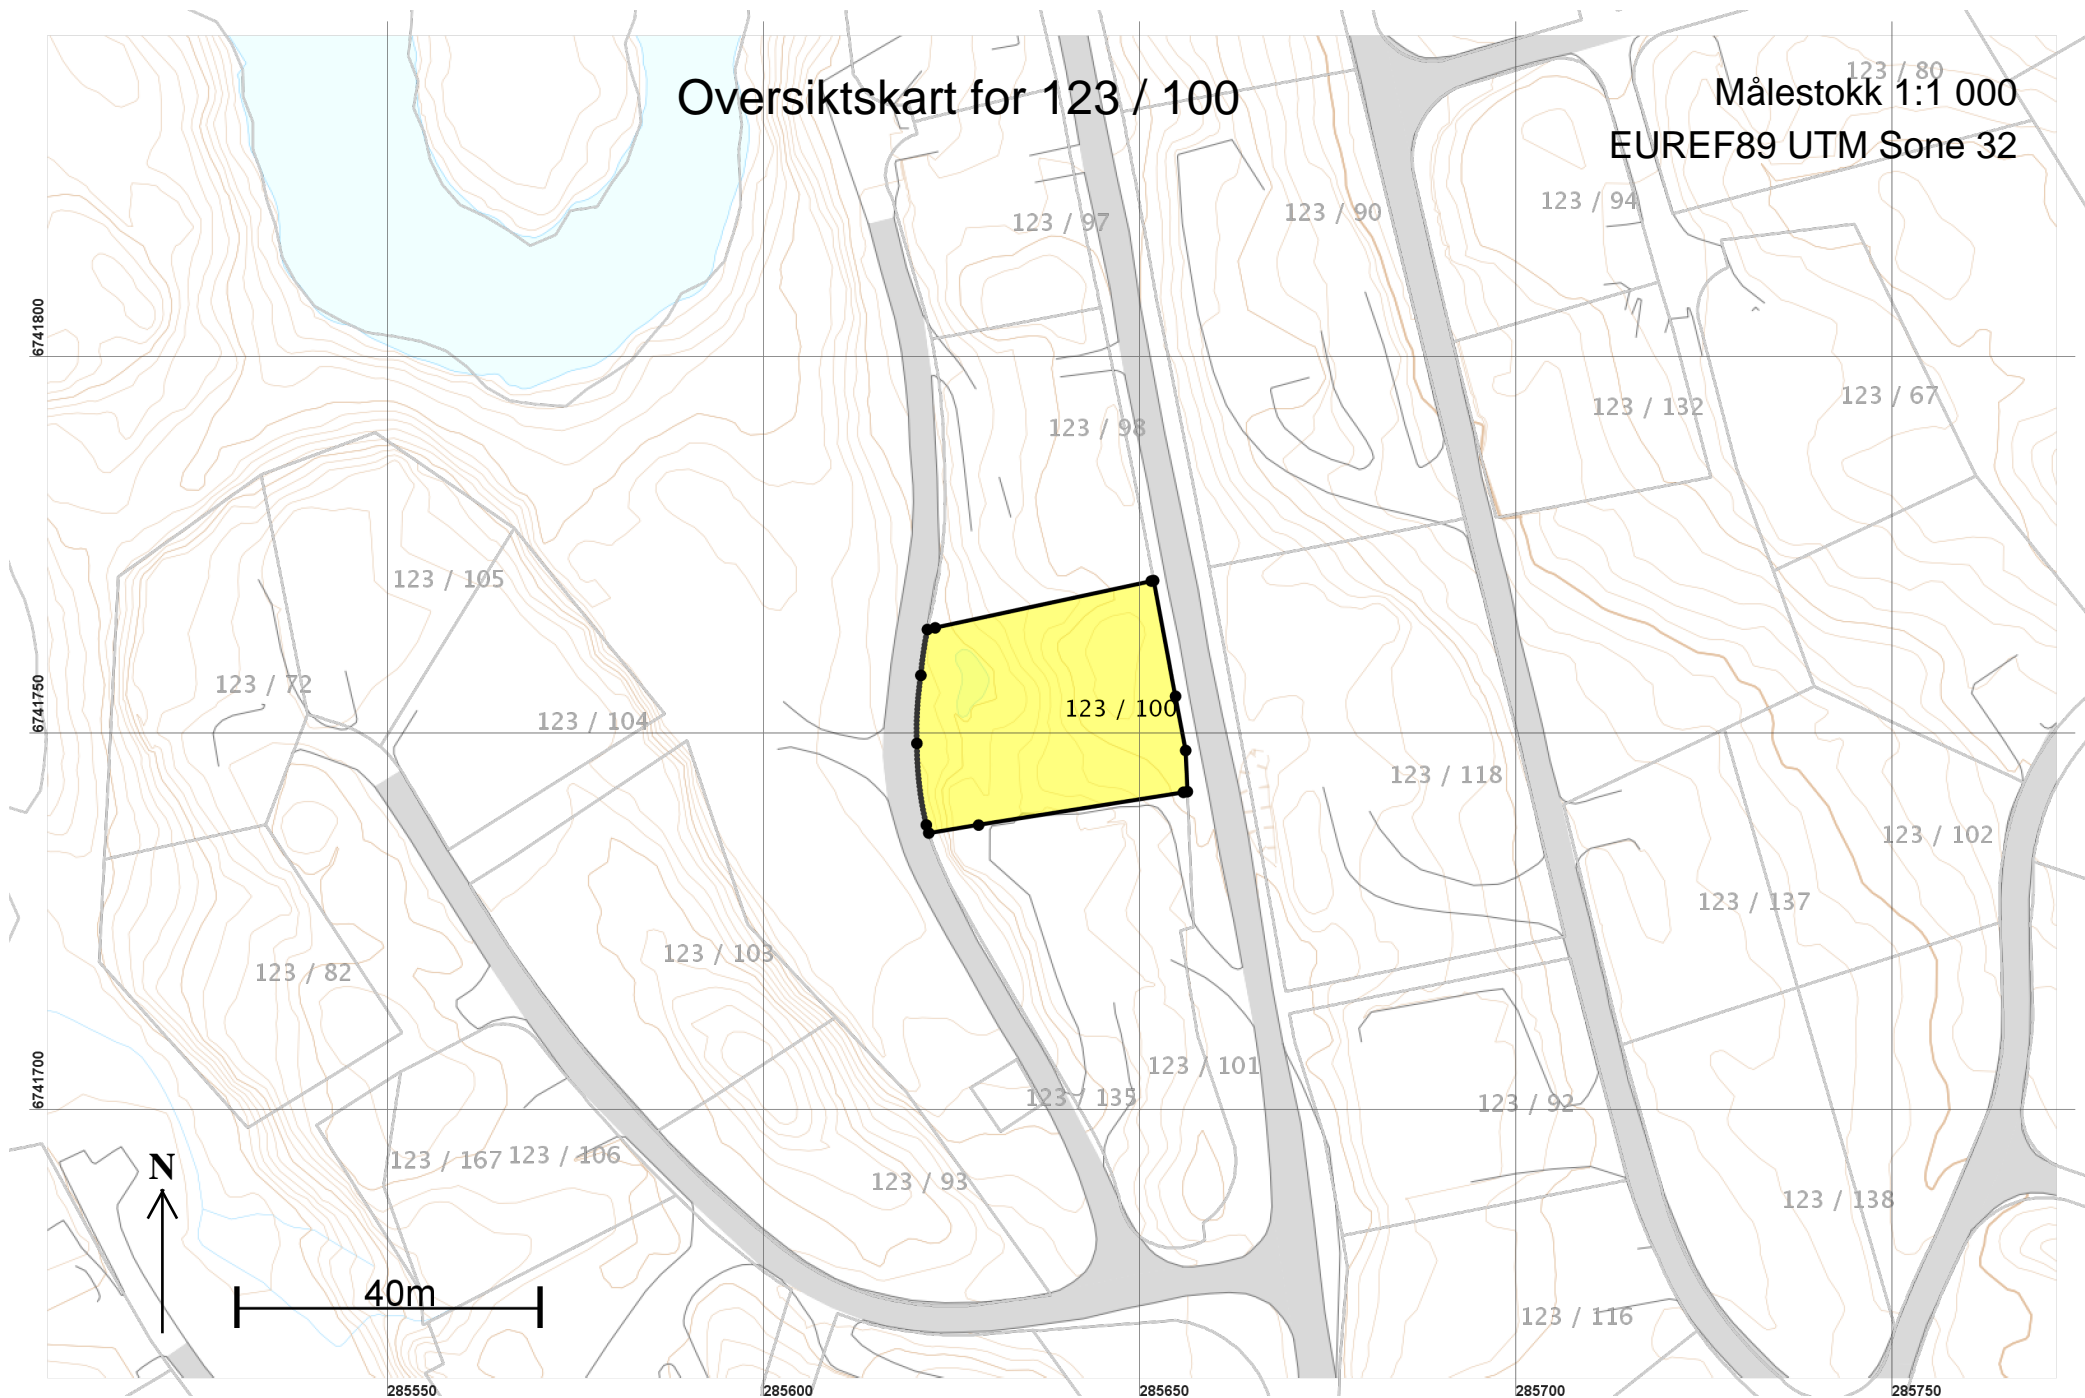 Oversiktskart for 123 / 100
Målestokk 1:1 000
EUREF89 UTM Sone 32
123 / 80
123 / 94
123 / 90
123 / 97
6741800
123 / 67
123 / 132
123 / 98
123 / 105
123 / 72
123 / 104
6741750
123 / 100
123 / 118
123 / 102
123 / 137
123 / 103
123 / 82
123 / 101
123 / 135
123 / 92
6741700
N
123 / 167
123 / 106
123 / 93
123 / 138
40m
123 / 116
285550
285600
285650
285700
285750